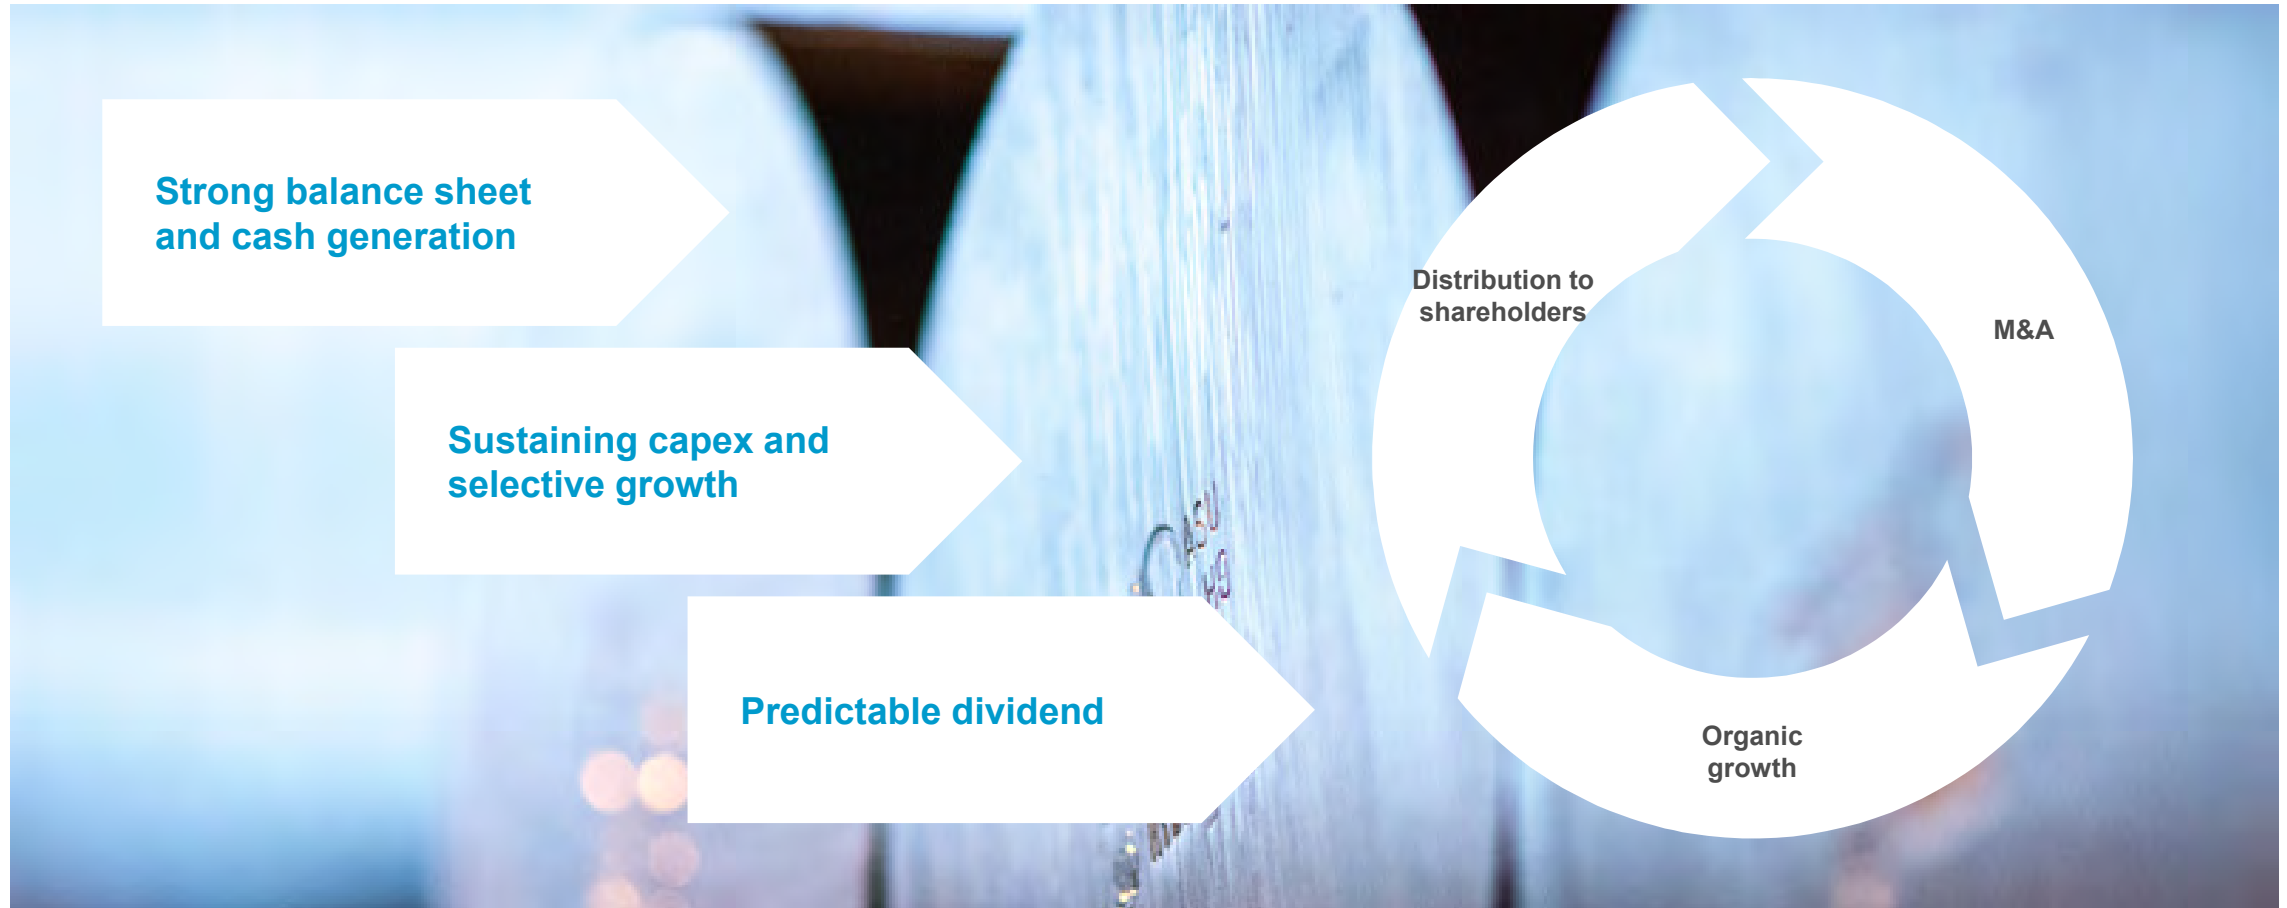 Strong balance sheet
and cash generation
Sustaining capex and
selective growth
Predictable dividend
Distribution to
shareholders
M&A
Organic
growth